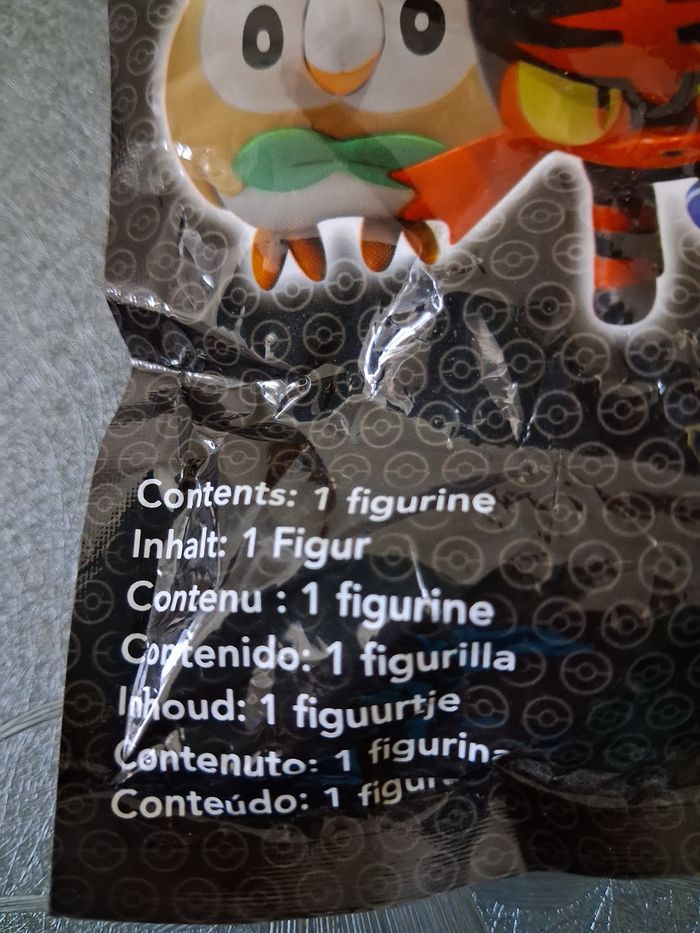 Contents: 1 figurine
Inhalt: 1 Figur
Contenu : 1 figurine
Contenido: 1 figurilla
Inhoud: 1 figuurtje
Contenuto: 1 figurina
Conteúdo: 1